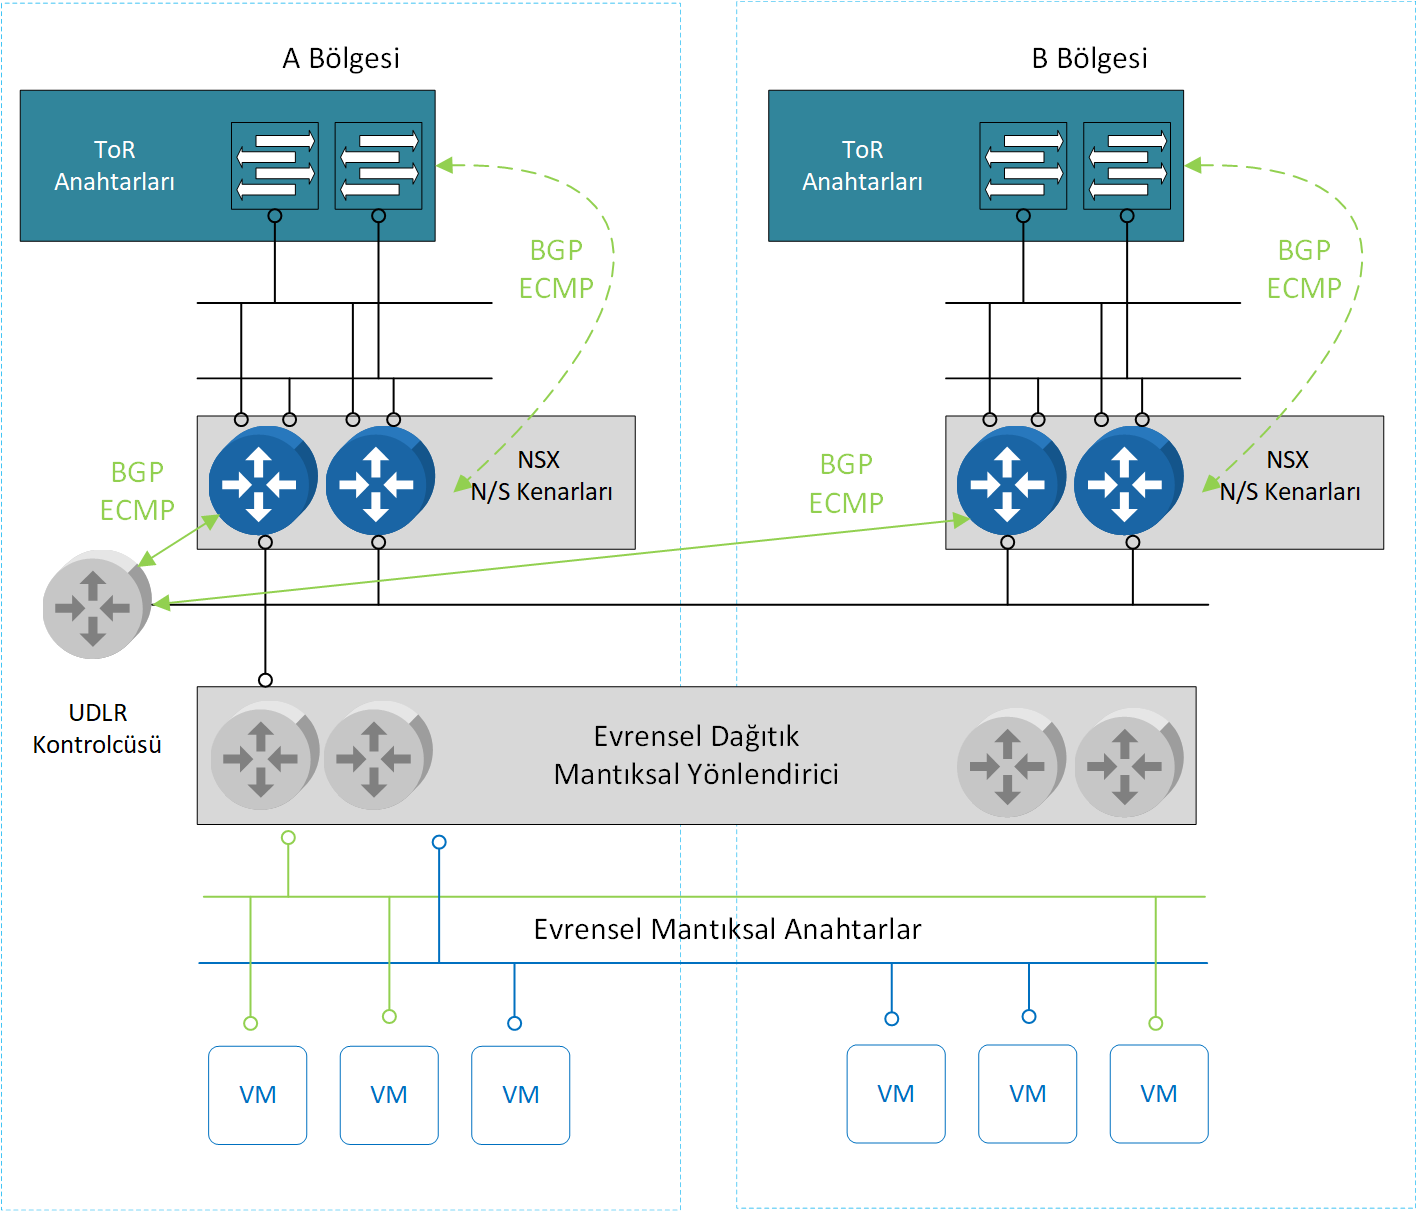 A Bölgesi
B Bölgesi
ToR
Anahtarları
ToR
Anahtarları
BGP
ECMP
BGP
ECMP
NSX
N/S Kenarları
NSX
N/S Kenarları
BGP
ECMP
BGP
ECMP
UDLR
Kontrolcüsü
Evrensel Dağıtık
Mantıksal Yönlendirici
Evrensel Mantıksal Anahtarlar
VM
VM
VM
VM
VM
VM